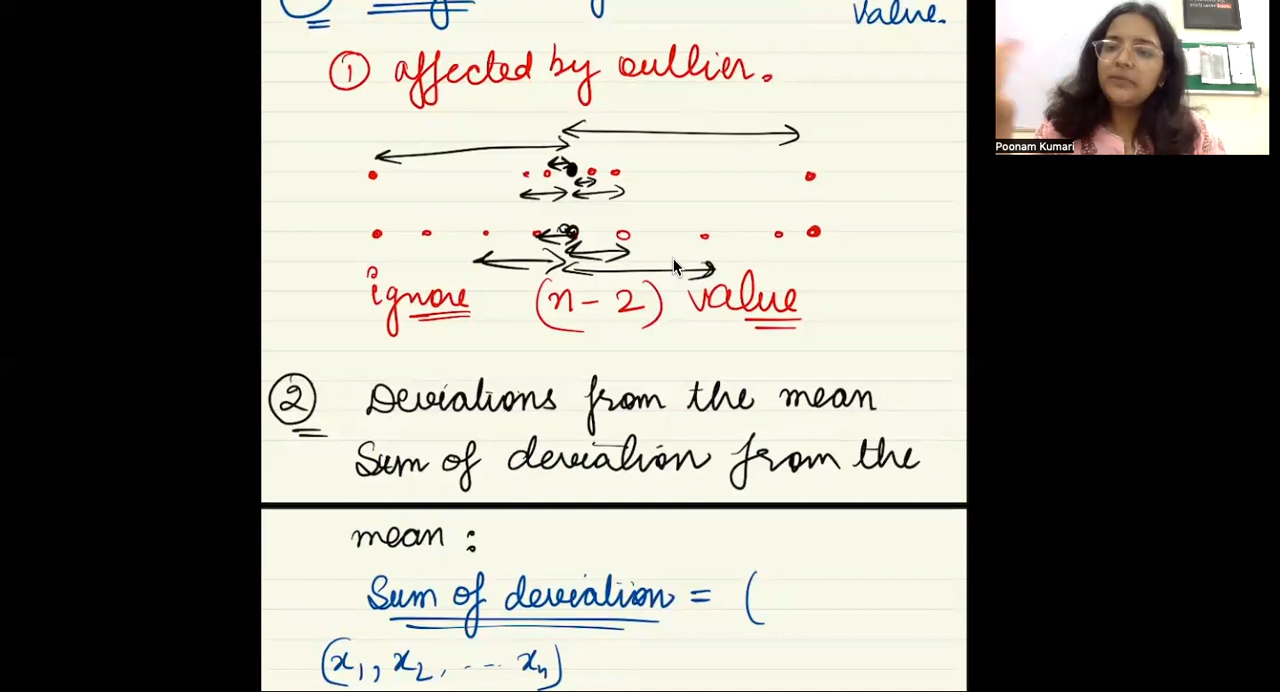 value.
① affected by outlier.
Poonam Kumari
ignore (n - 2) value
② Deviations from the mean
Sum of deviation from the
mean :
Sum of deviation = (
(x₁, x₂, ... xₙ)